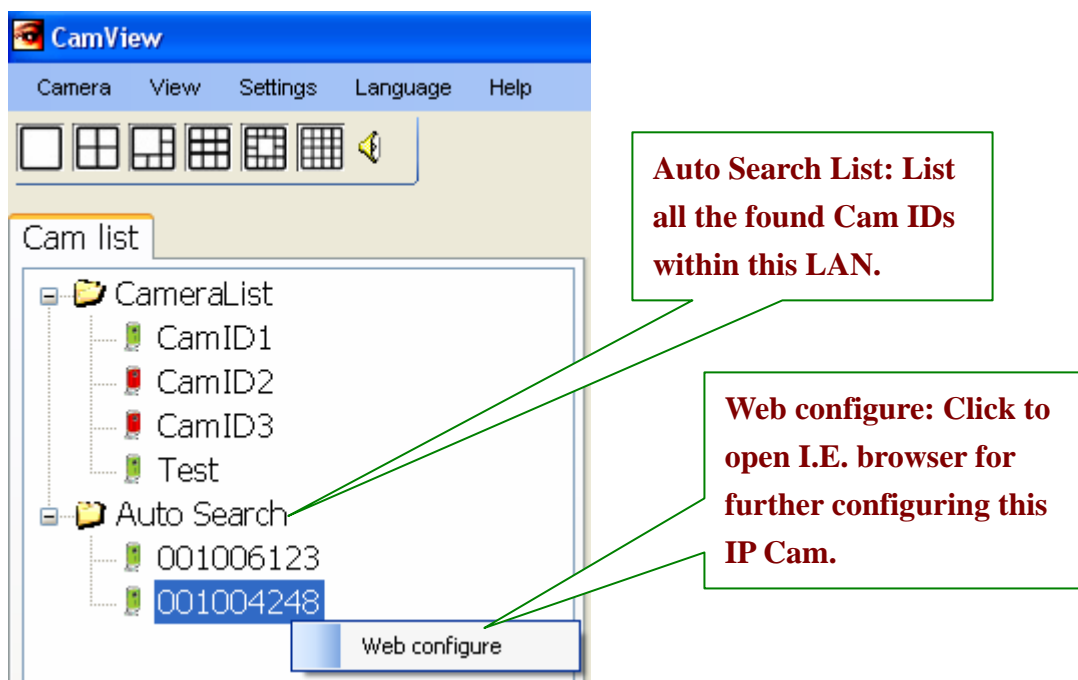 CamView
Camera View Settings Language Help
Auto Search List: List
all the found Cam IDs
within this LAN.
Cam list
CameraList
CamID1
CamID2
CamID3
Test
Auto Search
001006123
001004248
Web configure
Web configure: Click to
open I.E. browser for
further configuring this
IP Cam.